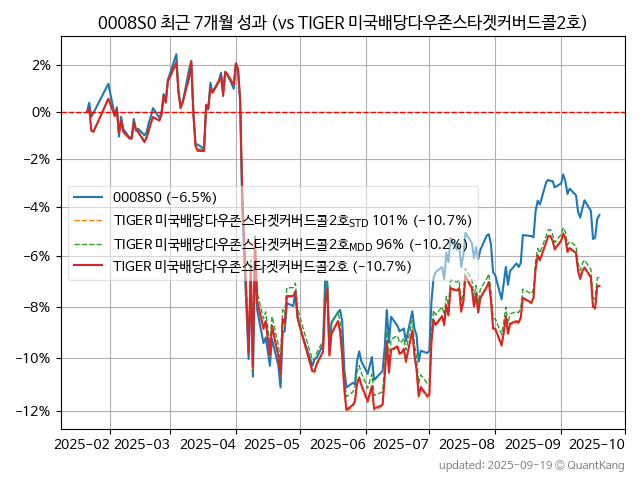 0008S0 최근 7개월 성과 (vs TIGER 미국배당다우존스타겟커버드콜2호)
2%
0%
−2%
−4%
−6%
−8%
−10%
−12%
0008S0 (−6.5%)
TIGER 미국배당다우존스타겟커버드콜2호STD 101% (−10.7%)
TIGER 미국배당다우존스타겟커버드콜2호MDD 96% (−10.2%)
TIGER 미국배당다우존스타겟커버드콜2호 (−10.7%)
2025-02 2025-03 2025-04 2025-05 2025-06 2025-07 2025-08 2025-09 2025-10
updated: 2025-09-19 © QuantKang